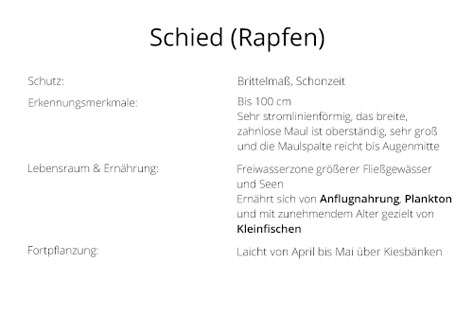 Schied (Rapfen)
Schutz: Brittelmaß, Schonzeit
Erkennungsmerkmale: Bis 100 cm
Sehr stromlinienförmig, das breite,
zahnlose Maul ist oberständig, sehr groß
und die Maulspalte reicht bis Augenmitte
Lebensraum & Ernährung: Freiwasserzone größerer Fließgewässer
und Seen
Ernährt sich von Anflugnahrung, Plankton
und mit zunehmendem Alter gezielt von
Kleinfischen
Fortpflanzung: Laicht von April bis Mai über Kiesbänken